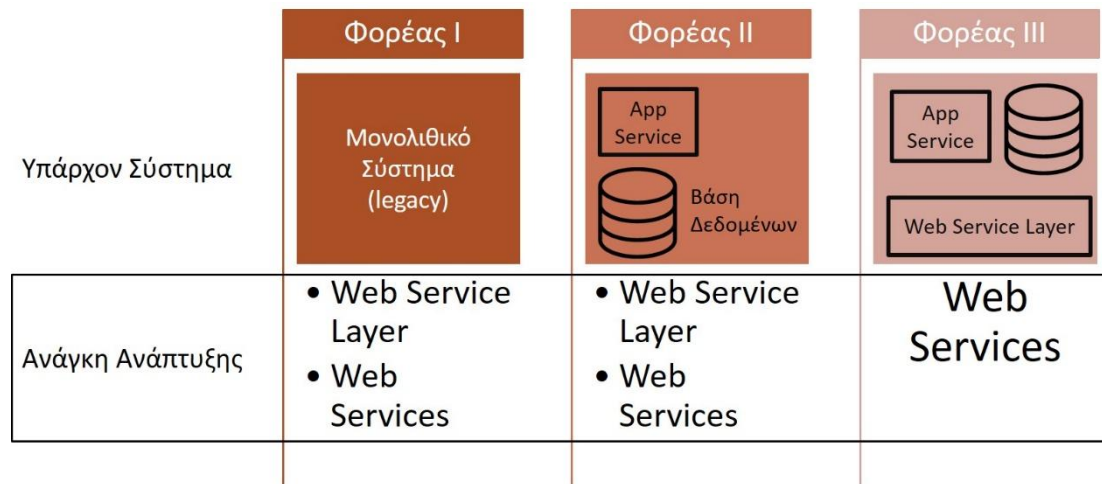 Φορέας I
Φορέας II
Φορέας III
Υπάρχον Σύστημα
Μονολιθικό
Σύστημα
(legacy)
App
Service
Βάση
Δεδομένων
App
Service
Web Service Layer
Ανάγκη Ανάπτυξης
• Web Service
Layer
• Web
Services
• Web Service
Layer
• Web
Services
Web
Services